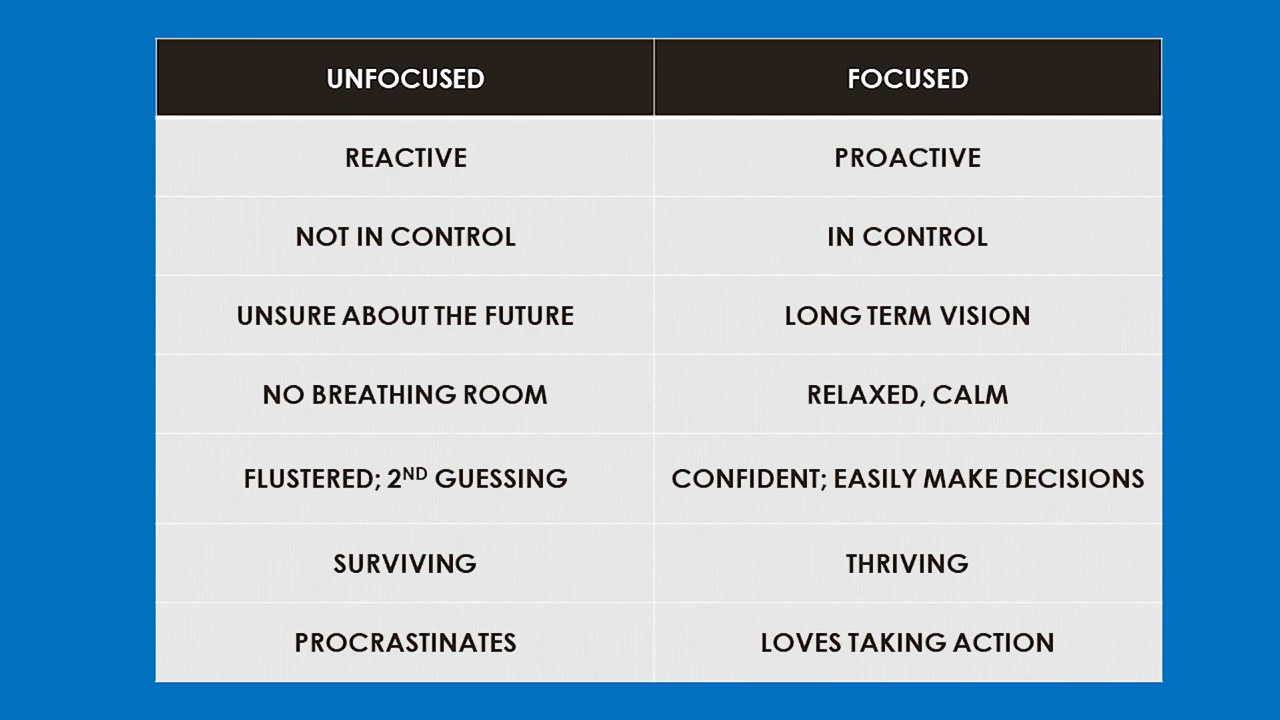 UNFOCUSED FOCUSED
REACTIVE PROACTIVE
NOT IN CONTROL IN CONTROL
UNSURE ABOUT THE FUTURE LONG TERM VISION
NO BREATHING ROOM RELAXED, CALM
FLUSTERED; 2ND GUESSING CONFIDENT; EASILY MAKE DECISIONS
SURVIVING THRIVING
PROCRASTINATES LOVES TAKING ACTION